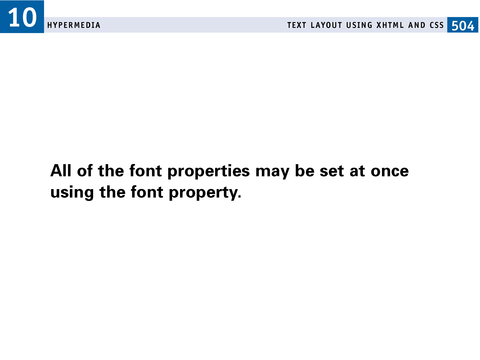 10
HYPERMEDIA
TEXT LAYOUT USING XHTML AND CSS
504
All of the font properties may be set at once
using the font property.